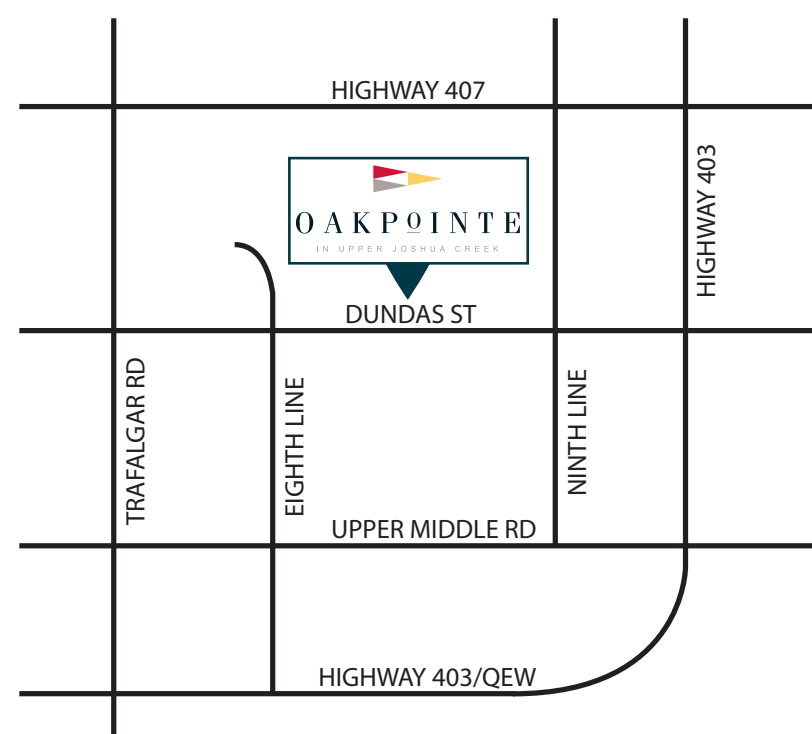 HIGHWAY 407
HIGHWAY 403
OAKPOINTE
IN UPPER JOSHUA CREEK
DUNDAS ST
TRAFALGAR RD
EIGHTH LINE
NINTH LINE
UPPER MIDDLE RD
HIGHWAY 403/QEW